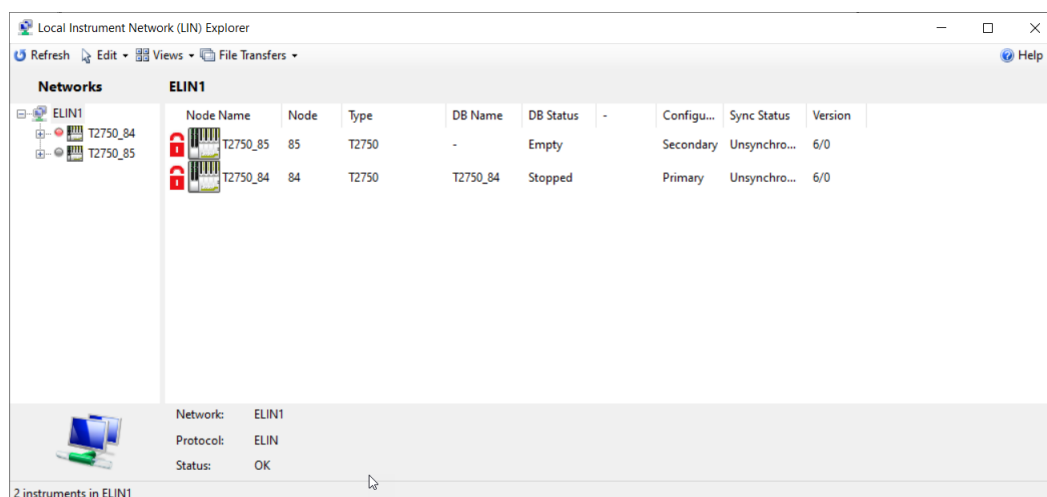 Local Instrument Network (LIN) Explorer
Refresh Edit Views File Transfers Help
Networks ELIN1
ELIN1
T2750_84
T2750_85
Node Name Node Type DB Name DB Status - Configu... Sync Status Version
T2750_85 85 T2750 - Empty Secondary Unsynchro... 6/0
T2750_84 84 T2750 T2750_84 Stopped Primary Unsynchro... 6/0
Network: ELIN1
Protocol: ELIN
Status: OK
2 instruments in ELIN1